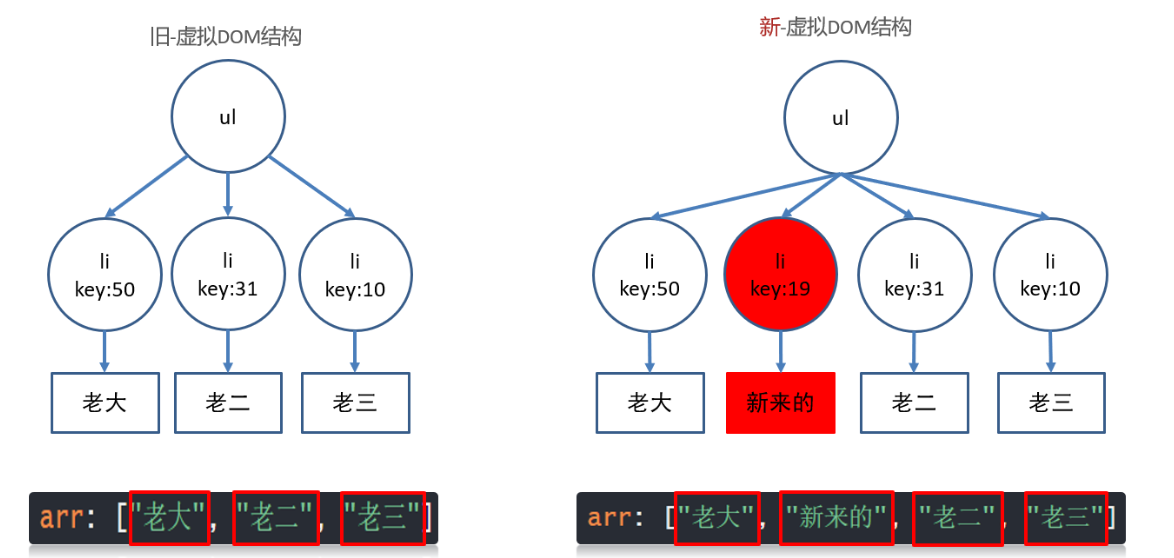 旧-虚拟DOM结构
新-虚拟DOM结构
ul
ul
li
key:50
li
key:31
li
key:10
li
key:50
li
key:19
li
key:31
li
key:10
老大
老二
老三
老大
新来的
老二
老三
arr: ["老大", "老二", "老三"]
arr: ["老大", "新来的", "老二", "老三"]